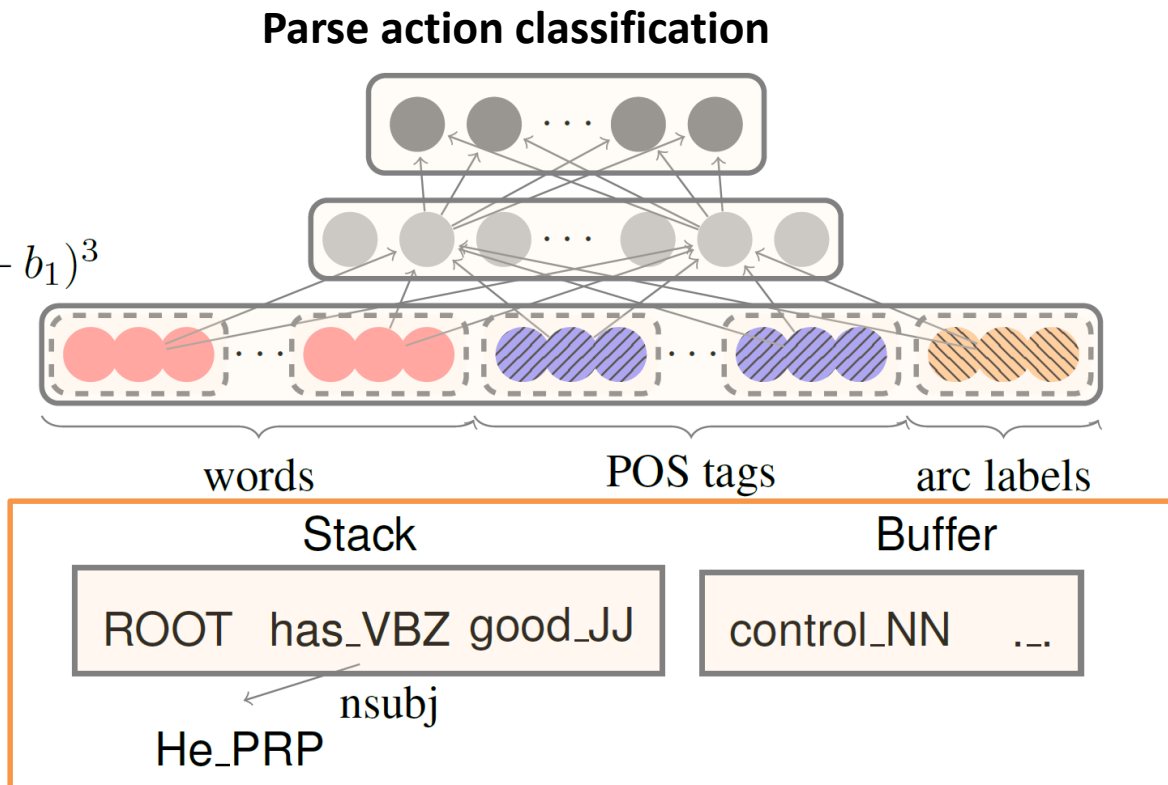 Parse action classification
· · ·
· · ·
– b₁)³
· · · · · ·
words POS tags arc labels
Stack Buffer
ROOT has_VBZ good_JJ control_NN ._.
nsubj
He_PRP